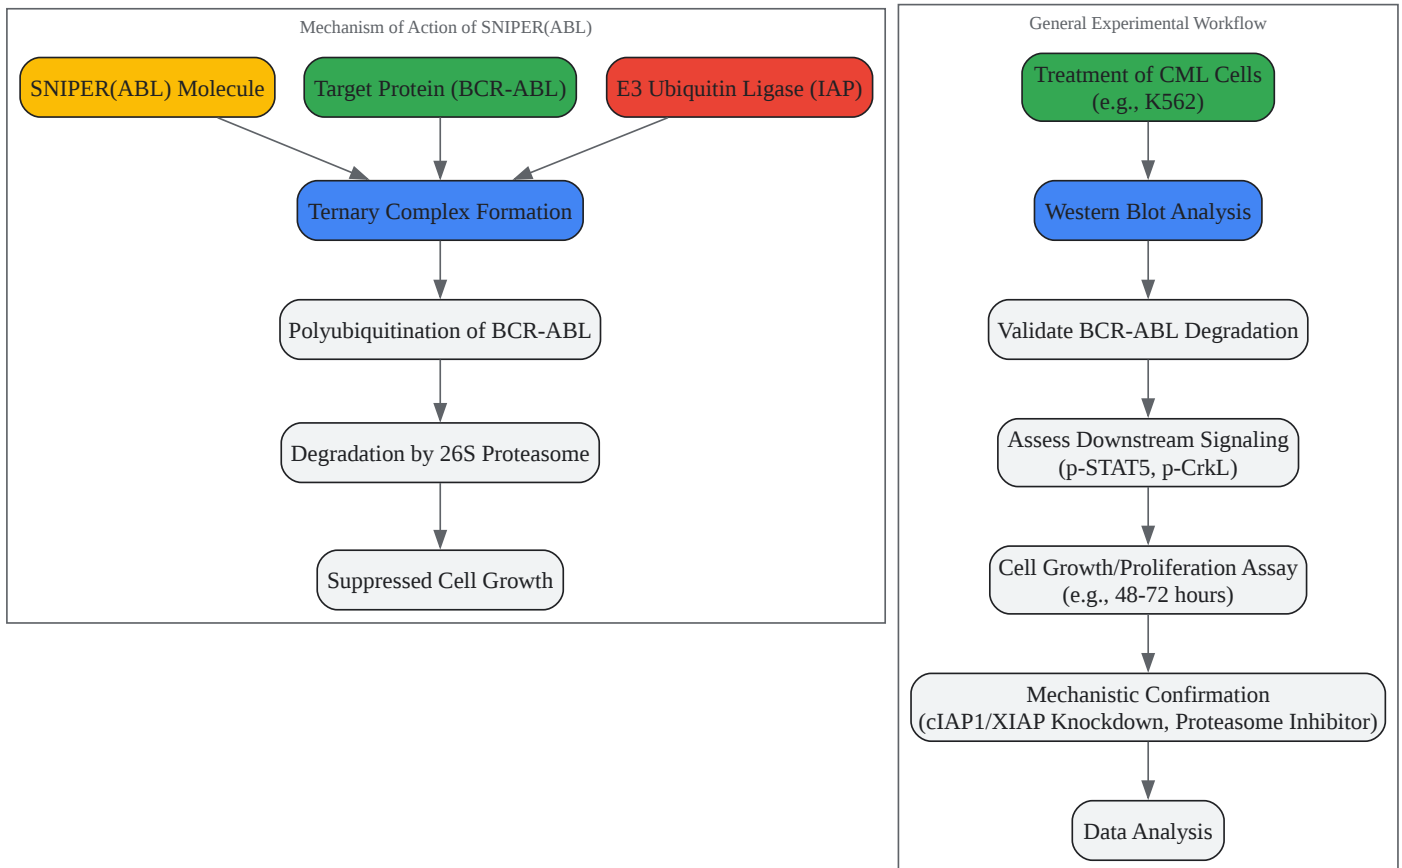 Mechanism of Action of SNIPER(ABL)
SNIPER(ABL) Molecule
Target Protein (BCR-ABL)
E3 Ubiquitin Ligase (IAP)
Ternary Complex Formation
Polyubiquitination of BCR-ABL
Degradation by 26S Proteasome
Suppressed Cell Growth
General Experimental Workflow
Treatment of CML Cells
(e.g., K562)
Western Blot Analysis
Validate BCR-ABL Degradation
Assess Downstream Signaling
(p-STAT5, p-CrkL)
Cell Growth/Proliferation Assay
(e.g., 48-72 hours)
Mechanistic Confirmation
(cIAP1/XIAP Knockdown, Proteasome Inhibitor)
Data Analysis